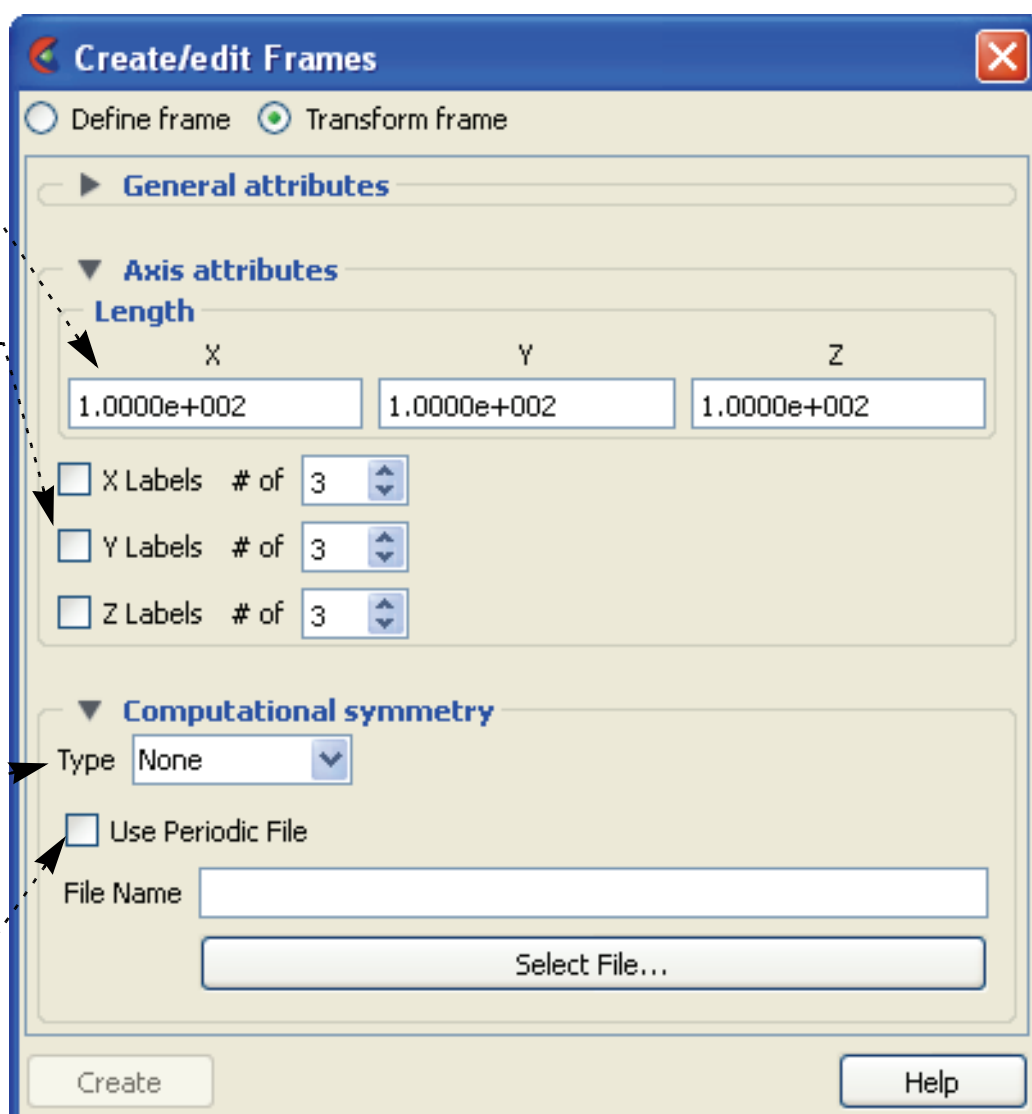 Create/edit Frames
Define frame Transform frame
General attributes
Axis attributes
Length
X Y Z
1.0000e+002 1.0000e+002 1.0000e+002
X Labels # of 3
Y Labels # of 3
Z Labels # of 3
Computational symmetry
Type None
Use Periodic File
File Name
Select File...
Create Help